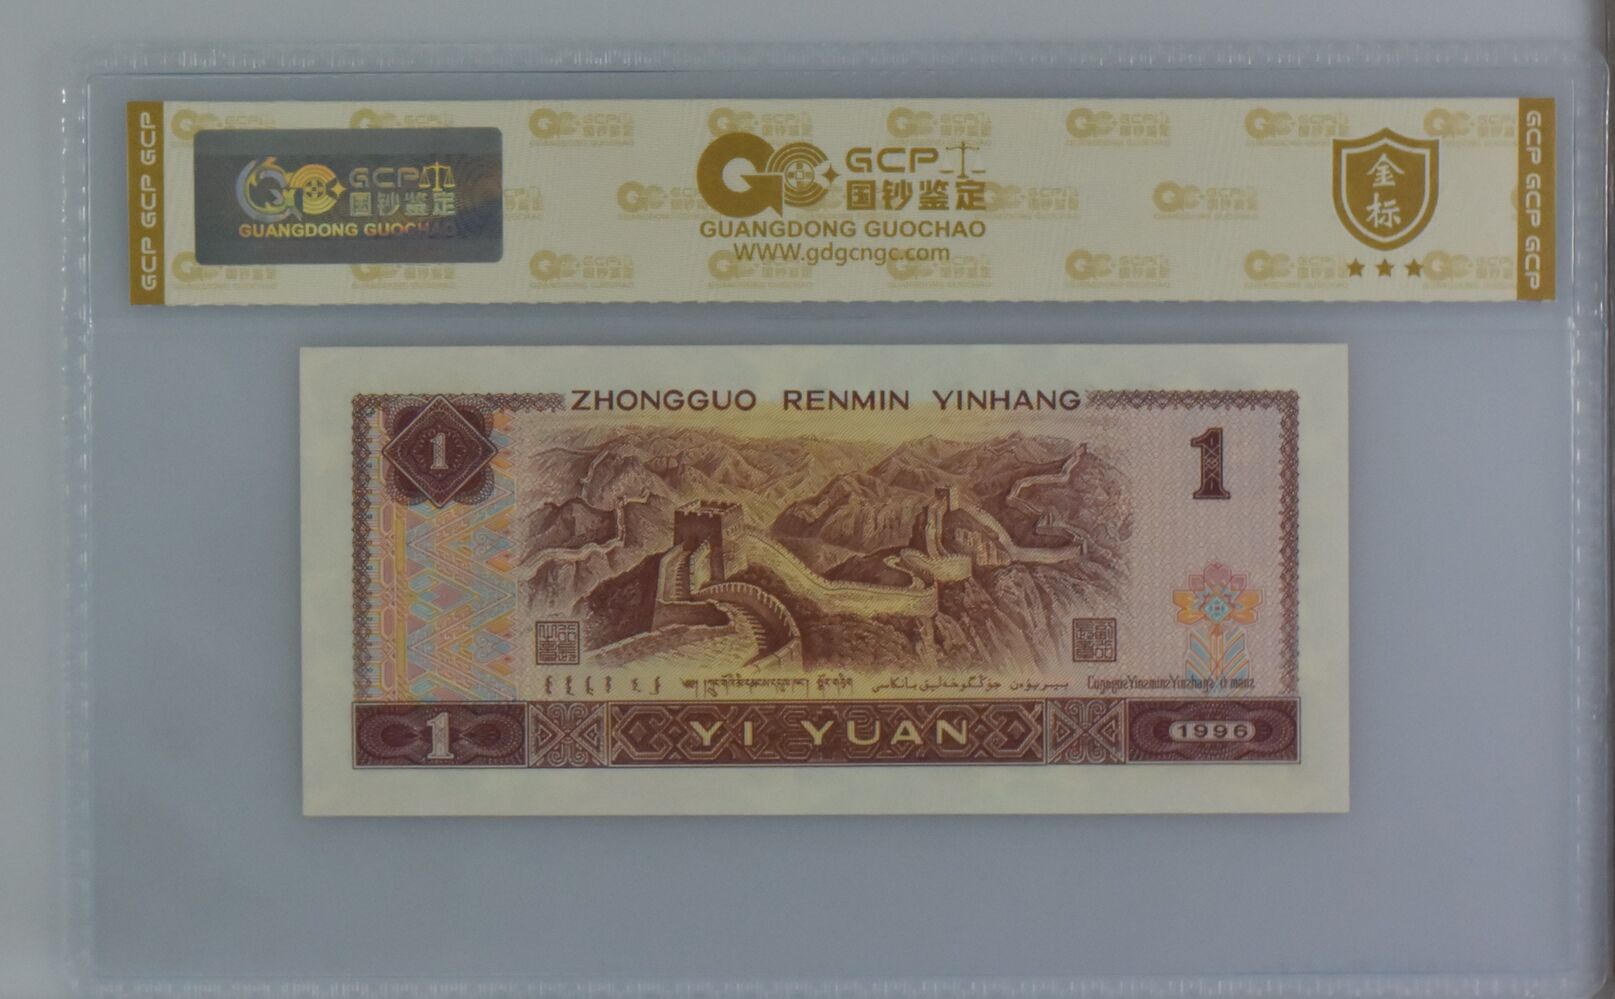 GCP GCP GCP
GCP
国钞鉴定
GUANGDONG GUOCHAO
GCP
国钞鉴定
GUANGDONG GUOCHAO
WWW.gdgcngc.com
金标
GCP GCP GCP
ZHONGGUO RENMIN YINHANG
1
1
1
YI YUAN
1996